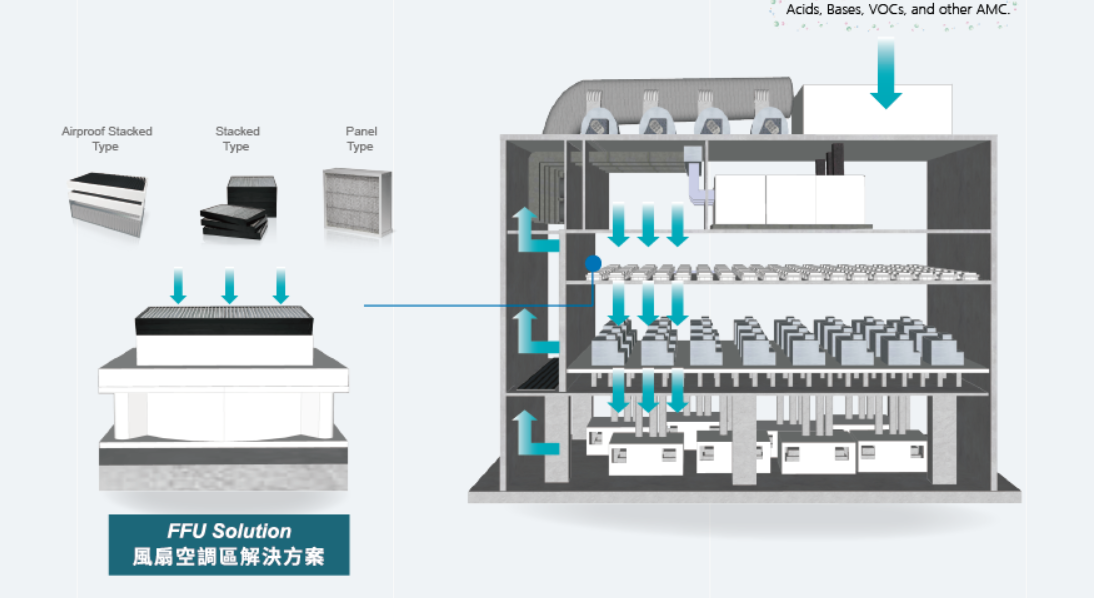 Acids, Bases, VOCs, and other AMC.
Airproof Stacked
Type
Stacked
Type
Panel
Type
FFU Solution
風扇空調區解決方案